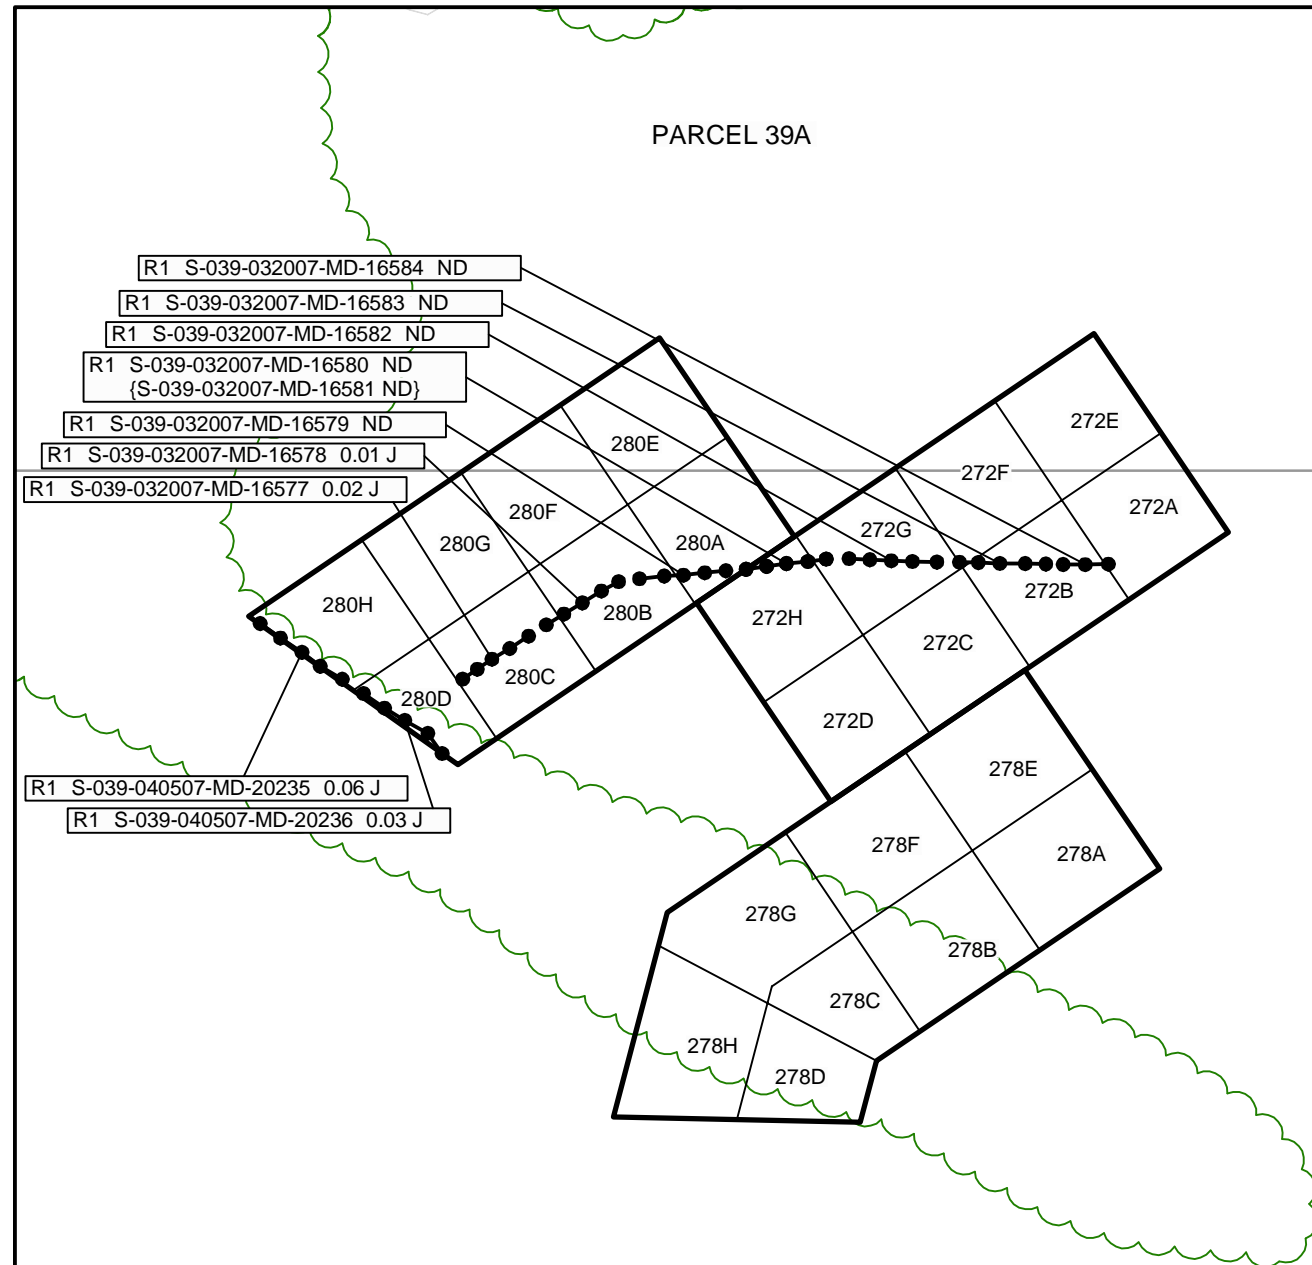 PARCEL 39A
R1 S-039-032007-MD-16584 ND
R1 S-039-032007-MD-16583 ND
R1 S-039-032007-MD-16582 ND
R1 S-039-032007-MD-16580 ND
{S-039-032007-MD-16581 ND}
R1 S-039-032007-MD-16579 ND
R1 S-039-032007-MD-16578 0.01 J
R1 S-039-032007-MD-16577 0.02 J
280E
280F
280G
280H
280A
280B
280C
280D
272E
272F
272G
272A
272B
272H
272C
272D
R1 S-039-040507-MD-20235 0.06 J
R1 S-039-040507-MD-20236 0.03 J
278E
278F
278A
278G
278B
278C
278H
278D